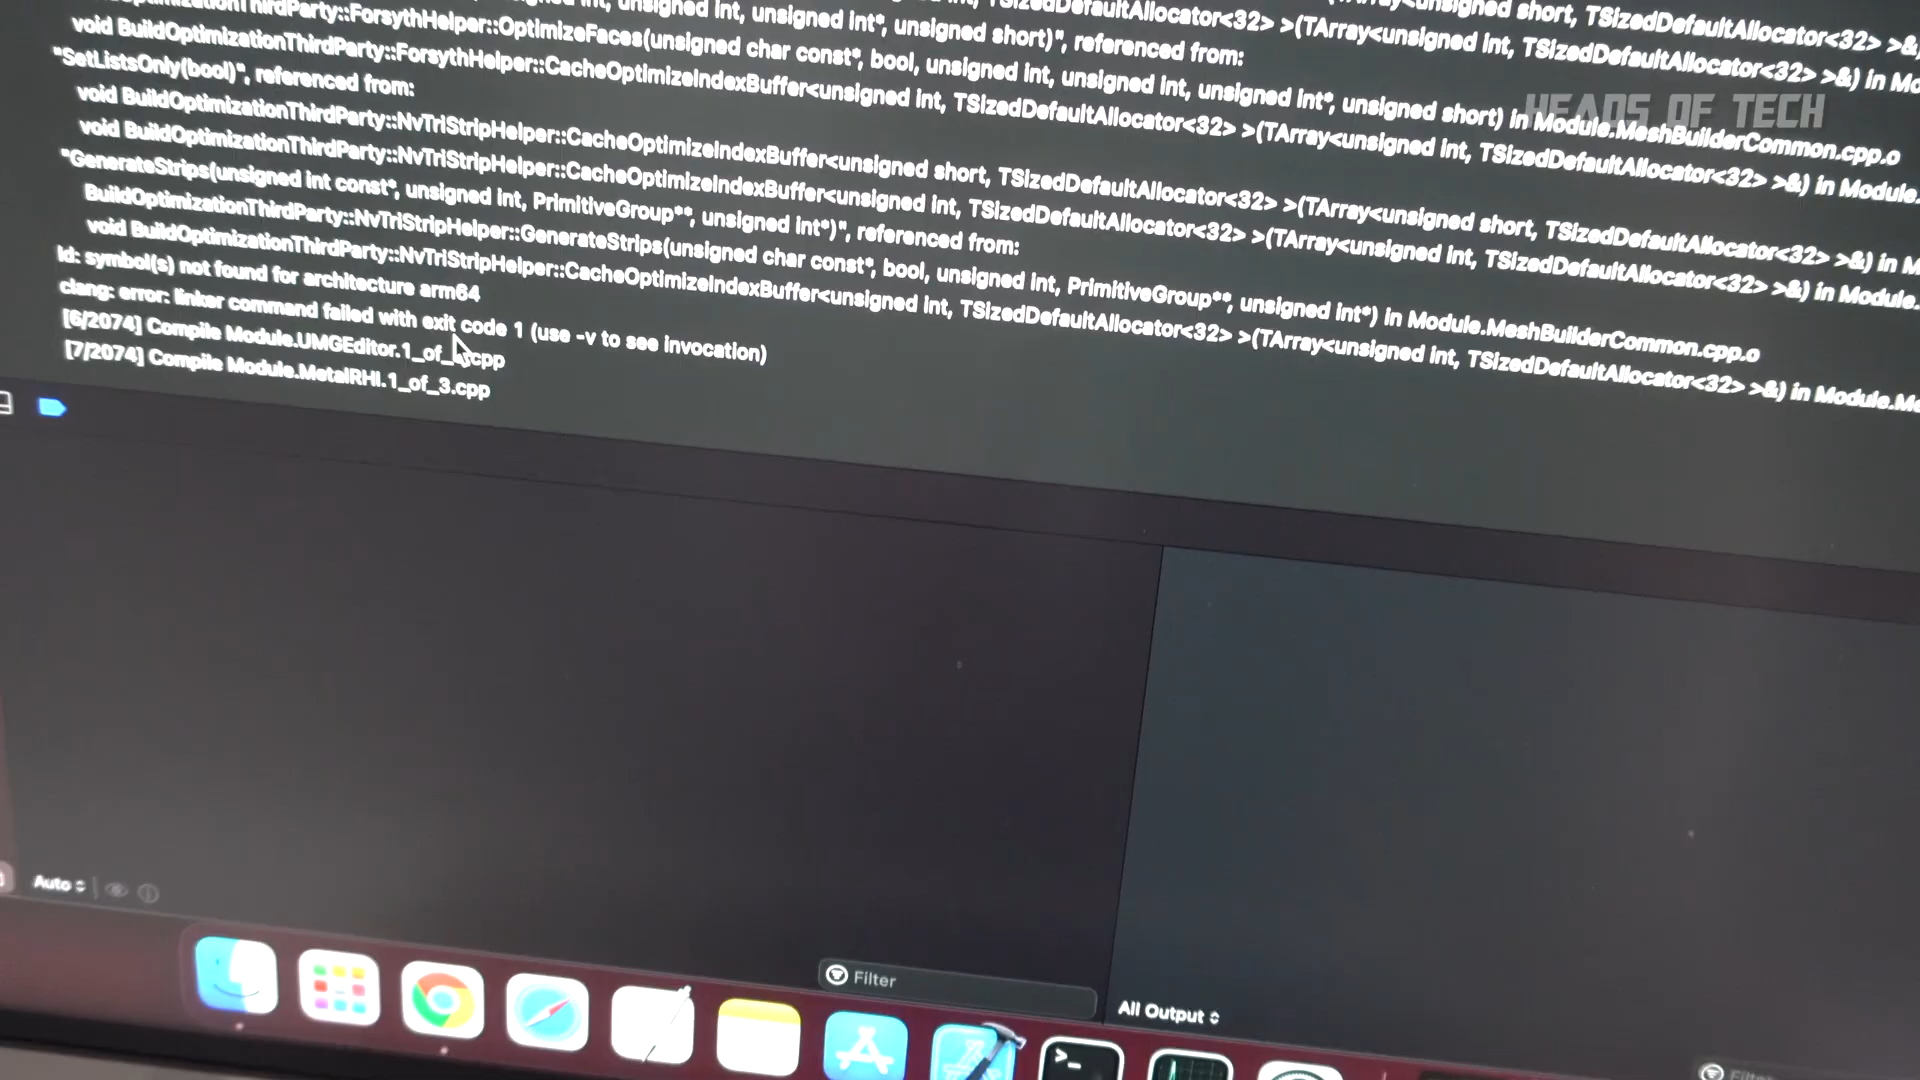 OptimizationThirdParty::ForsythHelper::OptimizeFaces(unsigned char const*, bool, unsigned int, unsigned int, unsigned int*, unsigned short) in Module.MeshBuilderCommon.cpp.o
void BuildOptimizationThirdParty::ForsythHelper::CacheOptimizeIndexBuffer<unsigned int, TSizedDefaultAllocator<32> >(TArray<unsigned int, TSizedDefaultAllocator<32> >&) in Module.
"SetListsOnly(bool)", referenced from:
void BuildOptimizationThirdParty::NvTriStripHelper::CacheOptimizeIndexBuffer<unsigned short, TSizedDefaultAllocator<32> >(TArray<unsigned short, TSizedDefaultAllocator<32> >&) in M
void BuildOptimizationThirdParty::NvTriStripHelper::CacheOptimizeIndexBuffer<unsigned int, TSizedDefaultAllocator<32> >(TArray<unsigned int, TSizedDefaultAllocator<32> >&) in Module.
"GenerateStrips(unsigned int const*, unsigned int, PrimitiveGroup**, unsigned int*)", referenced from:
BuildOptimizationThirdParty::NvTriStripHelper::GenerateStrips(unsigned char const*, bool, unsigned int, PrimitiveGroup**, unsigned int*) in Module.MeshBuilderCommon.cpp.o
void BuildOptimizationThirdParty::NvTriStripHelper::CacheOptimizeIndexBuffer<unsigned int, TSizedDefaultAllocator<32> >(TArray<unsigned int, TSizedDefaultAllocator<32> >&) in Module.Me
ld: symbol(s) not found for architecture arm64
clang: error: linker command failed with exit code 1 (use -v to see invocation)
[6/2074] Compile Module.UMGEditor.1_of_ .cpp
[7/2074] Compile Module.MetalRHI.1_of_3.cpp
HEADS OF TECH
Auto
Filter
All Output
Filter